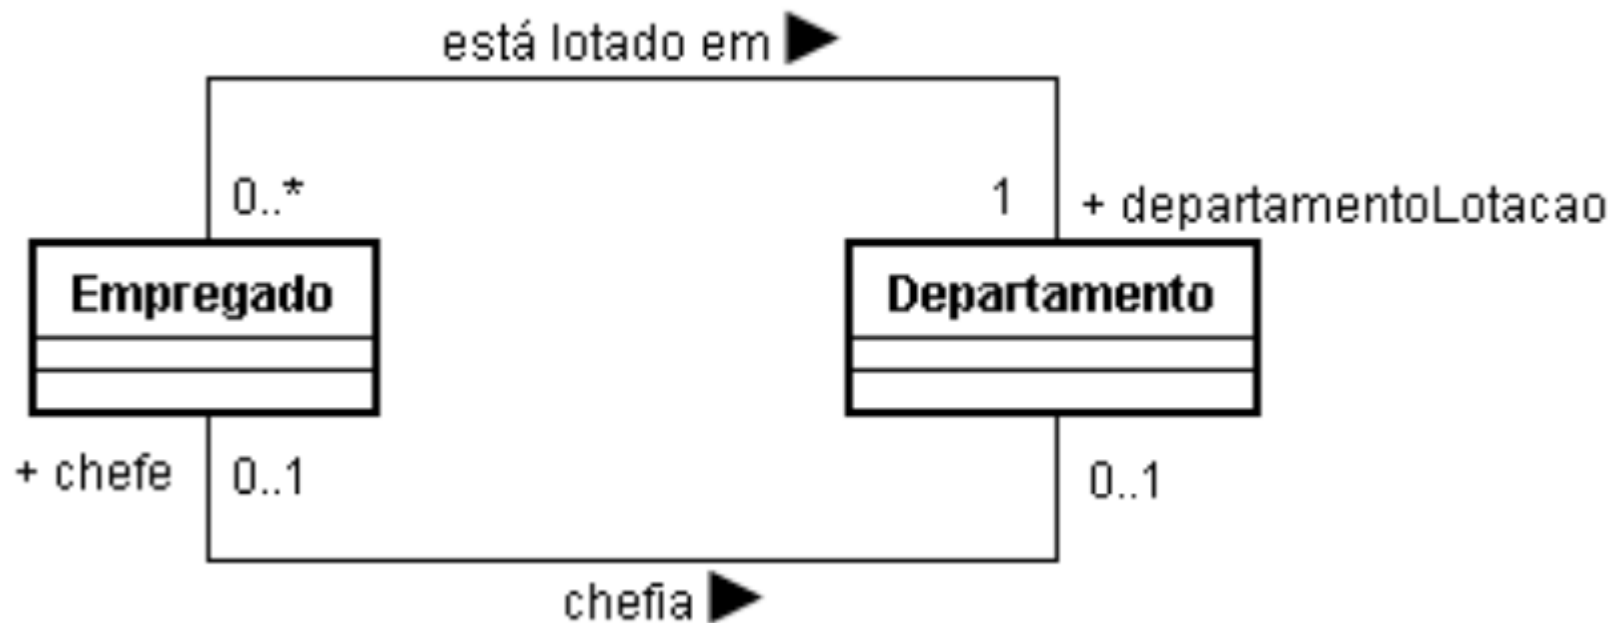 está lotado em
0..*
1
+ departamentoLotacao
Empregado
Departamento
+ chefe
0..1
0..1
chefia